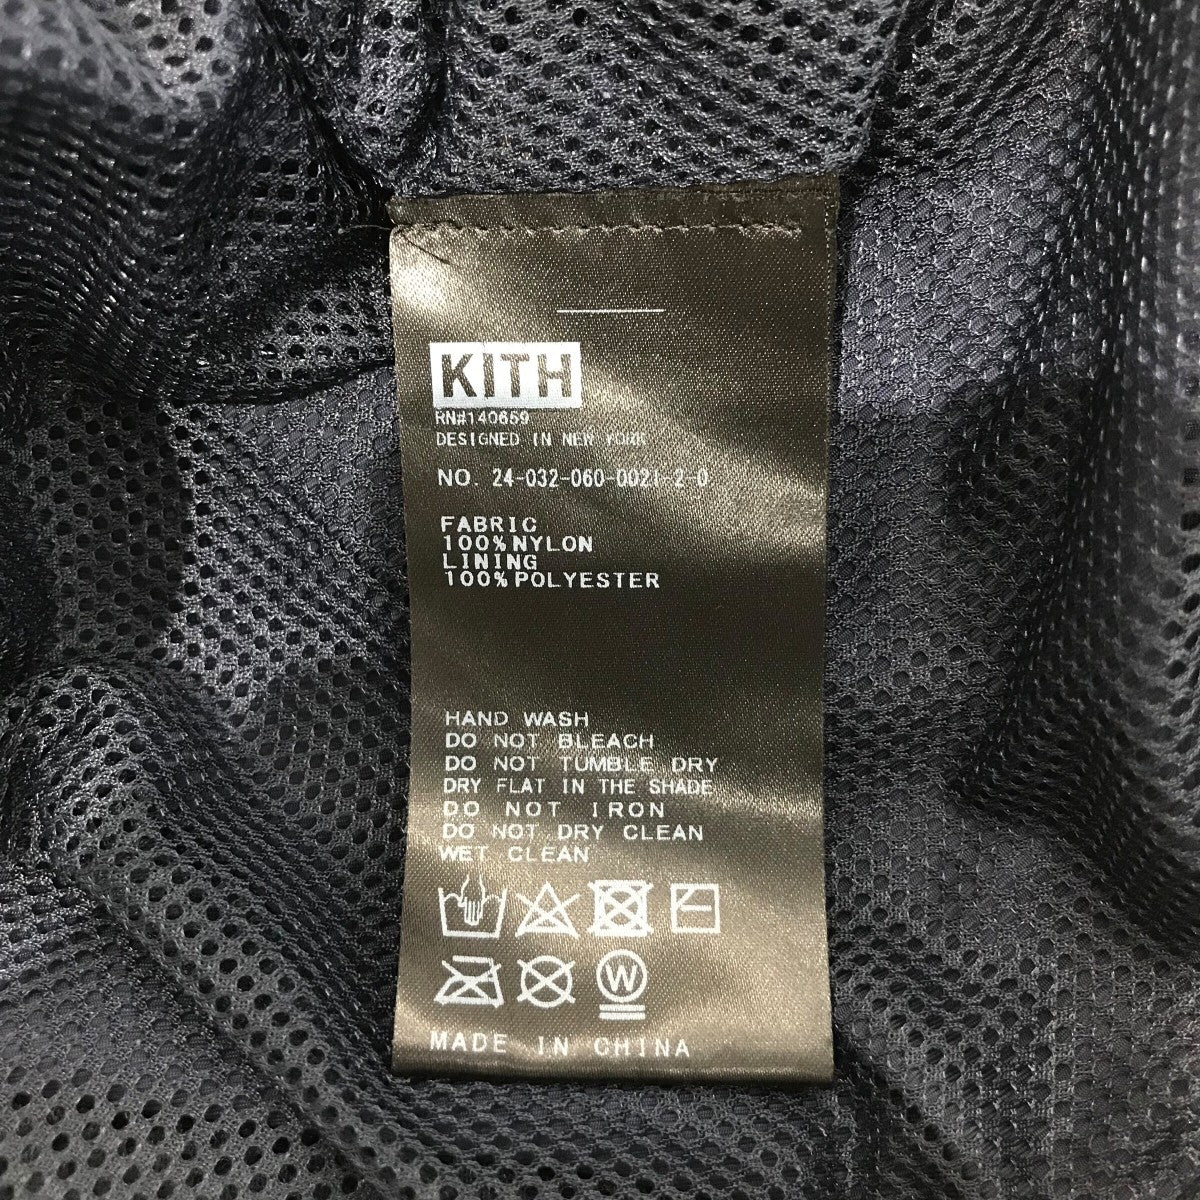 KITH
RN#140659
DESIGNED IN NEW YORK
NO. 24-032-060-0021-2-0
FABRIC
100%NYLON
LINING
100%POLYESTER
HAND WASH
DO NOT BLEACH
DO NOT TUMBLE DRY
DRY FLAT IN THE SHADE
DO NOT IRON
DO NOT DRY CLEAN
WET CLEAN
W
MADE IN CHINA